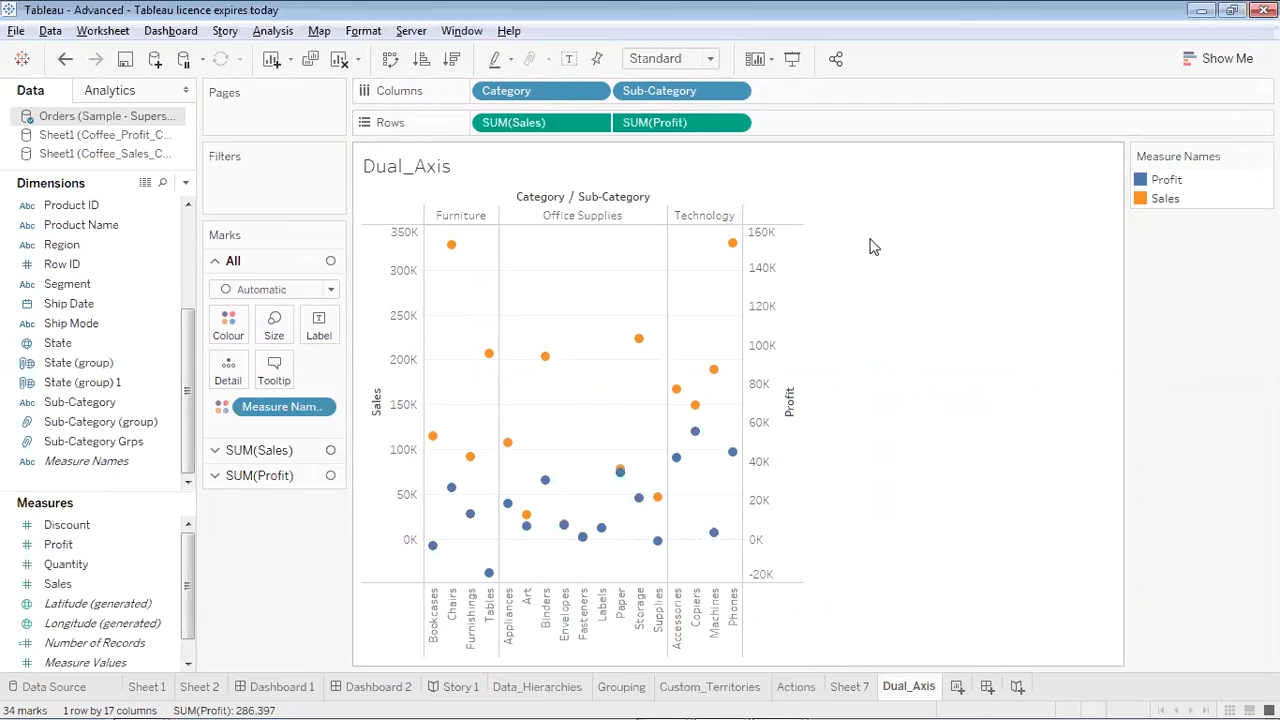 Tableau - Advanced - Tableau licence expires today
File Data Worksheet Dashboard Story Analysis Map Format Server Window Help
Standard
Show Me
Data Analytics
Orders (Sample - Supers...
Sheet1 (Coffee_Profit_C...
Sheet1 (Coffee_Sales_C...
Dimensions
Abc Product ID
Abc Product Name
Abc Region
# Row ID
Abc Segment
Ship Date
Abc Ship Mode
State
State (group)
State (group) 1
Abc Sub-Category
Sub-Category (group)
Abc Sub-Category Grps
Abc Measure Names
Measures
# Discount
# Profit
# Quantity
# Sales
Latitude (generated)
Longitude (generated)
# Number of Records
# Measure Values
Pages
Filters
Marks
All
Automatic
Colour Size Label
Detail Tooltip
Measure Nam..
SUM(Sales)
SUM(Profit)
Columns Category Sub-Category
Rows SUM(Sales) SUM(Profit)
Dual_Axis
Category / Sub-Category
Furniture Office Supplies Technology
350K
300K
250K
200K
150K
100K
50K
0K
Sales
160K
140K
120K
100K
80K
60K
40K
20K
0K
-20K
Profit
Bookcases
Chairs
Furnishings
Tables
Appliances
Art
Binders
Envelopes
Fasteners
Labels
Paper
Storage
Supplies
Accessories
Copiers
Machines
Phones
Measure Names
Profit
Sales
Data Source Sheet 1 Sheet 2 Dashboard 1 Dashboard 2 Story 1 Data_Hierarchies Grouping Custom_Territories Actions Sheet 7 Dual_Axis
34 marks 1 row by 17 columns SUM(Profit): 286,397